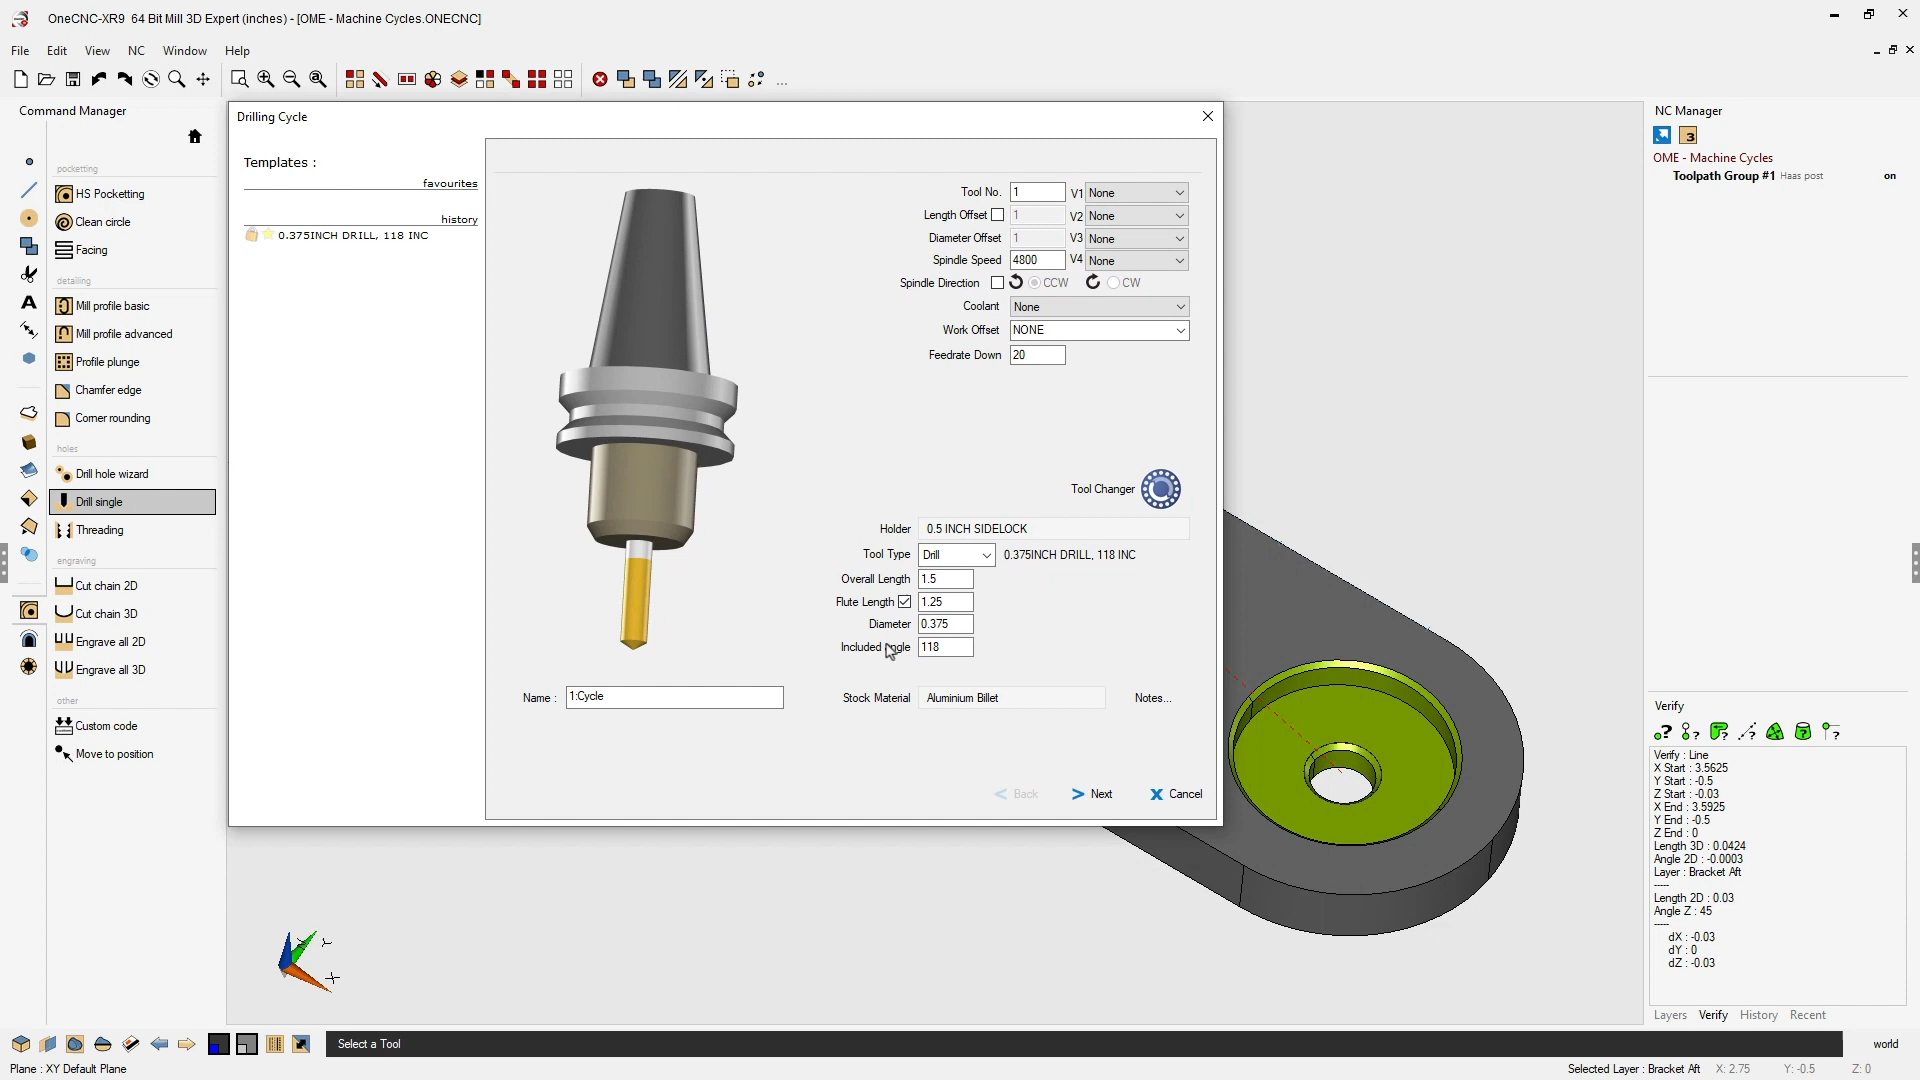 OneCNC-XR9 64 Bit Mill 3D Expert (inches) - [OME - Machine Cycles.ONECNC]
File Edit View NC Window Help
Command Manager
pocketting
HS Pocketting
Clean circle
Facing
detailing
Mill profile basic
Mill profile advanced
Profile plunge
Chamfer edge
Corner rounding
holes
Drill hole wizard
Drill single
Threading
engraving
Cut chain 2D
Cut chain 3D
Engrave all 2D
Engrave all 3D
other
Custom code
Move to position
Drilling Cycle
Templates :
favourites
history
0.375INCH DRILL, 118 INC
Tool No. 1 V1 None
Length Offset 1 V2 None
Diameter Offset 1 V3 None
Spindle Speed 4800 V4 None
Spindle Direction CCW CW
Coolant None
Work Offset NONE
Feedrate Down 20
Tool Changer
Holder 0.5 INCH SIDELOCK
Tool Type Drill 0.375INCH DRILL, 118 INC
Overall Length 1.5
Flute Length 1.25
Diameter 0.375
Included 118
Name : 1:Cycle Stock Material Aluminium Billet Notes...
< Back > Next X Cancel
NC Manager
3
OME - Machine Cycles
Toolpath Group #1 Haas post on
Verify
Verify : Line
X Start : 3.5625
Y Start : -0.5
Z Start : -0.03
X End : 3.5925
Y End : -0.5
Z End : 0
Length 3D : 0.0424
Angle 2D : -0.0003
Layer : Bracket Aft
-----
Length 2D : 0.03
Angle Z : 45
-----
dX : -0.03
dY : 0
dZ : -0.03
Layers Verify History Recent
Select a Tool
world
Plane : XY Default Plane
Selected Layer : Bracket Aft X: 2.75 Y: -0.5 Z: 0